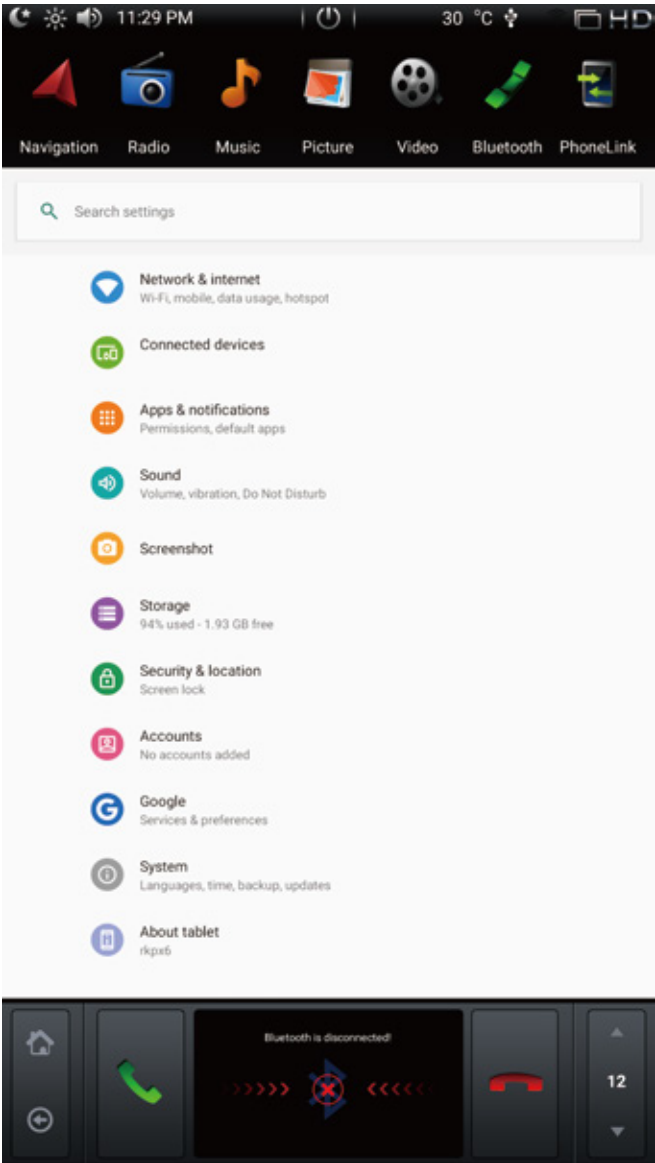 11:29 PM
30 °C
HD
Navigation Radio Music Picture Video Bluetooth PhoneLink
Search settings
Network & internet
Wi-Fi, mobile, data usage, hotspot
Connected devices
Apps & notifications
Permissions, default apps
Sound
Volume, vibration, Do Not Disturb
Screenshot
Storage
94% used - 1.93 GB free
Security & location
Screen lock
Accounts
No accounts added
Google
Services & preferences
System
Languages, time, backup, updates
About tablet
rkpx6
Bluetooth is disconnected!
12